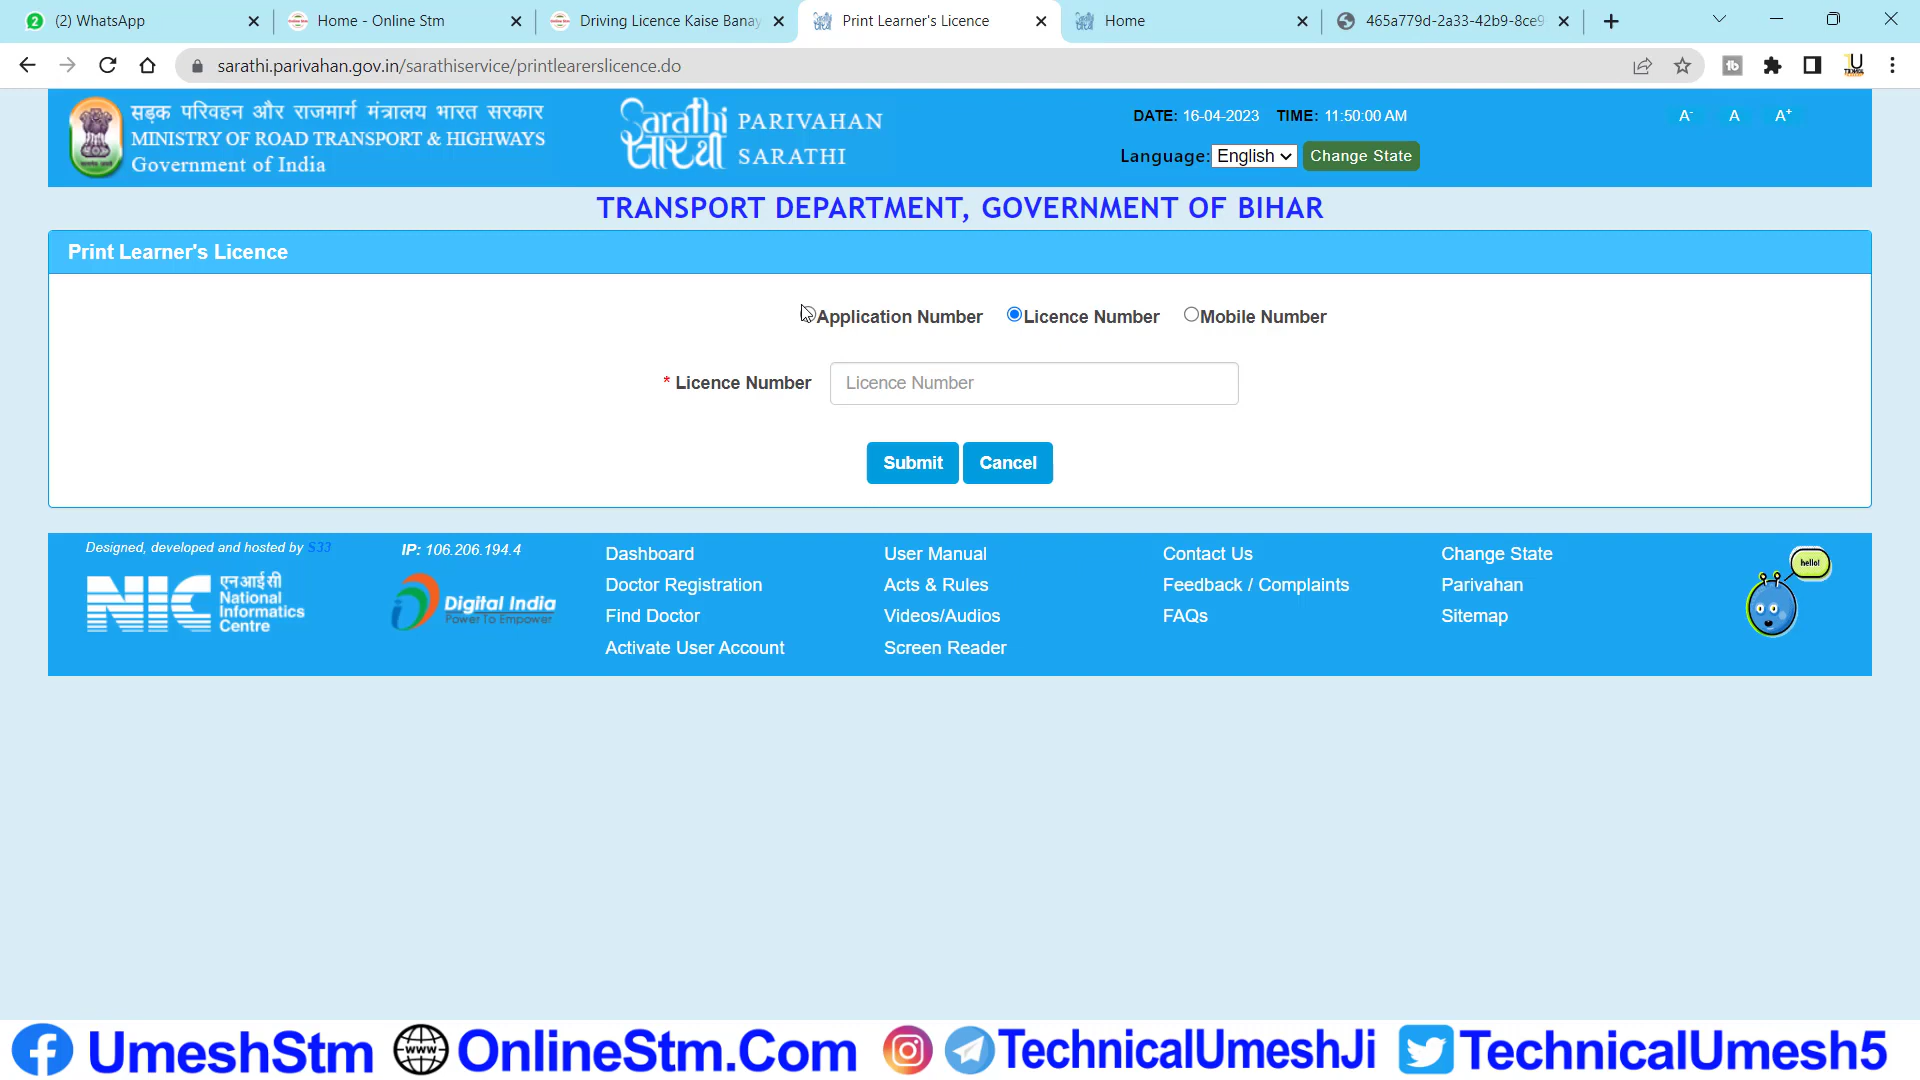 (2) WhatsApp
Home - Online Stm
Driving Licence Kaise Banay
Print Learner's Licence
Home
465a779d-2a33-42b9-8ce9
sarathi.parivahan.gov.in/sarathiservice/printlearerslicence.do
सड़क परिवहन और राजमार्ग मंत्रालय भारत सरकार
MINISTRY OF ROAD TRANSPORT & HIGHWAYS
Government of India
Sarathi
सारथी
PARIVAHAN
SARATHI
DATE: 16-04-2023 TIME: 11:50:00 AM
Language: English Change State
A- A A+
TRANSPORT DEPARTMENT, GOVERNMENT OF BIHAR
Print Learner's Licence
Application Number Licence Number Mobile Number
* Licence Number Licence Number
Submit Cancel
Designed, developed and hosted by S33
NIC
एनआईसी
National
Informatics
Centre
IP: 106.206.194.4
Digital India
Power To Empower
Dashboard
Doctor Registration
Find Doctor
Activate User Account
User Manual
Acts & Rules
Videos/Audios
Screen Reader
Contact Us
Feedback / Complaints
FAQs
Change State
Parivahan
Sitemap
hello!
UmeshStm OnlineStm.Com TechnicalUmeshJi TechnicalUmesh5